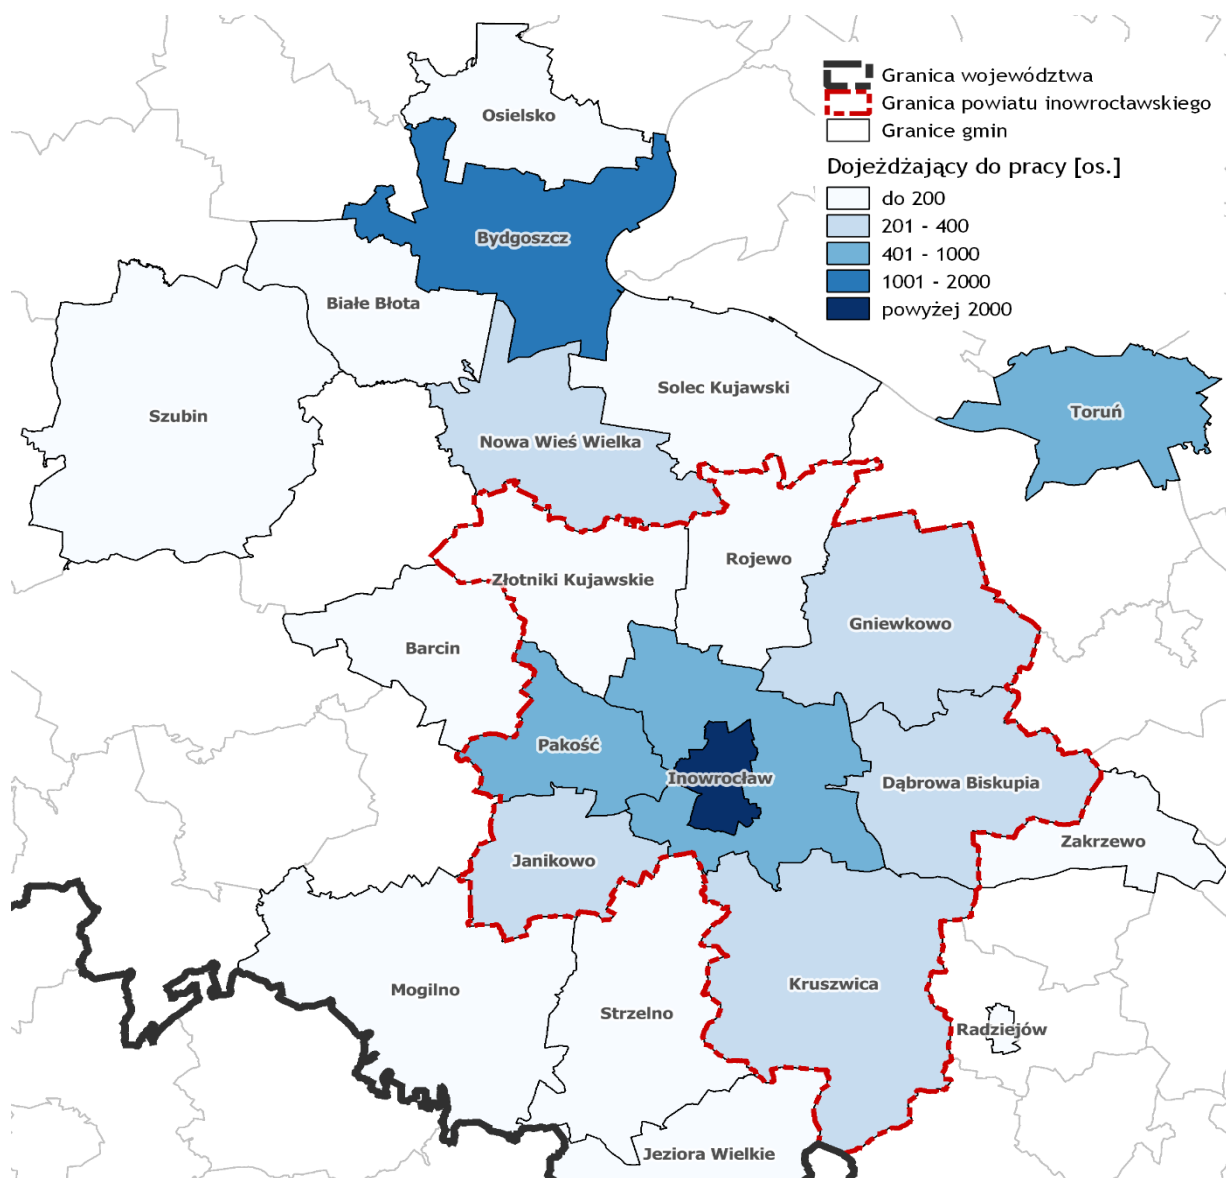 Granica województwa
Granica powiatu inowrocławskiego
Granice gmin
Dojeżdżający do pracy [os.]
do 200
201 - 400
401 - 1000
1001 - 2000
powyżej 2000
Osielsko
Bydgoszcz
Białe Błota
Solec Kujawski
Szubin
Toruń
Nowa Wieś Wielka
Rojewo
Złotniki Kujawskie
Gniewkowo
Barcin
Pakość
Inowrocław
Dąbrowa Biskupia
Zakrzewo
Janikowo
Kruszwica
Mogilno
Strzelno
Radziejów
Jeziora Wielkie